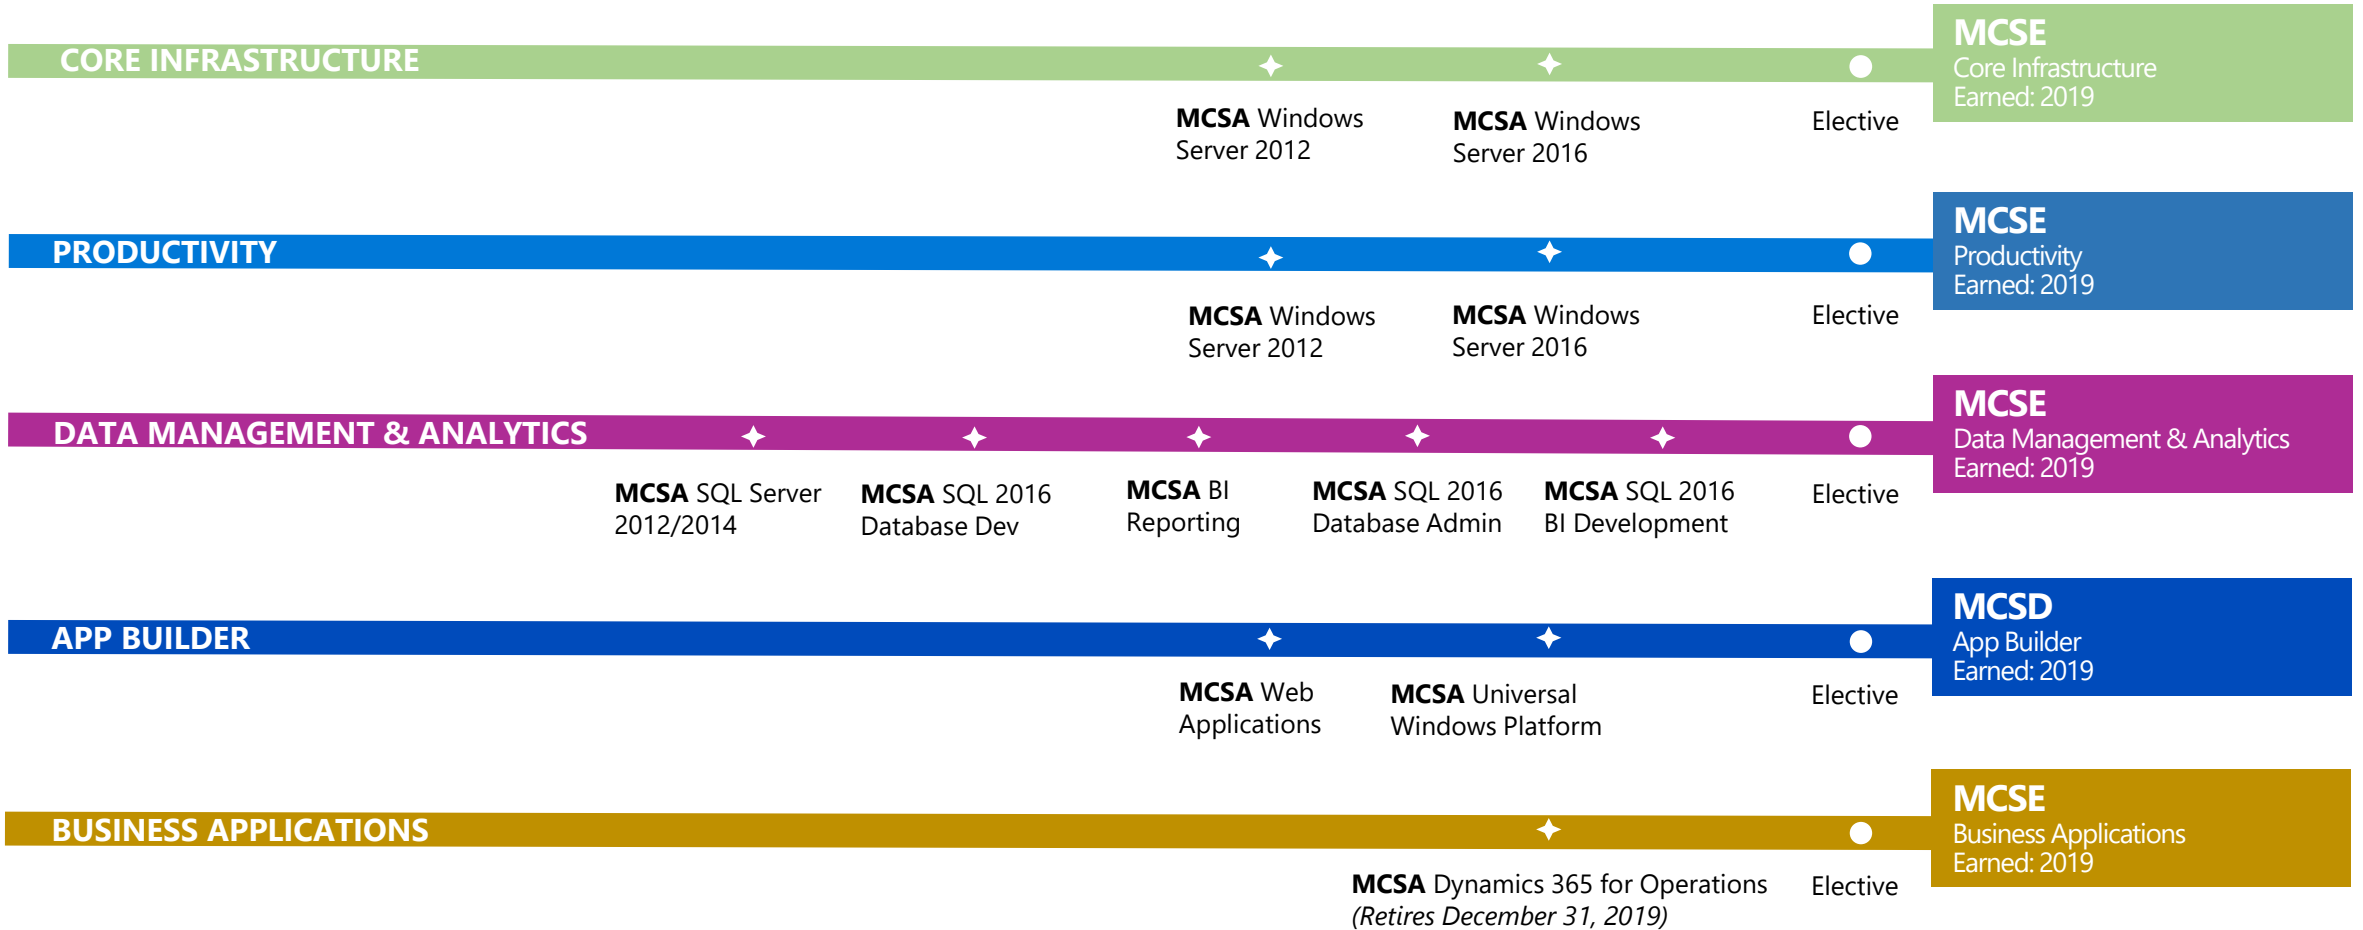 CORE INFRASTRUCTURE
MCSA Windows
Server 2012
MCSA Windows
Server 2016
Elective
MCSE
Core Infrastructure
Earned: 2019
PRODUCTIVITY
MCSA Windows
Server 2012
MCSA Windows
Server 2016
Elective
MCSE
Productivity
Earned: 2019
DATA MANAGEMENT & ANALYTICS
MCSA SQL Server
2012/2014
MCSA SQL 2016
Database Dev
MCSA BI
Reporting
MCSA SQL 2016
Database Admin
MCSA SQL 2016
BI Development
Elective
MCSE
Data Management & Analytics
Earned: 2019
APP BUILDER
MCSA Web
Applications
MCSA Universal
Windows Platform
Elective
MCSD
App Builder
Earned: 2019
BUSINESS APPLICATIONS
MCSA Dynamics 365 for Operations
(Retires December 31, 2019)
Elective
MCSE
Business Applications
Earned: 2019